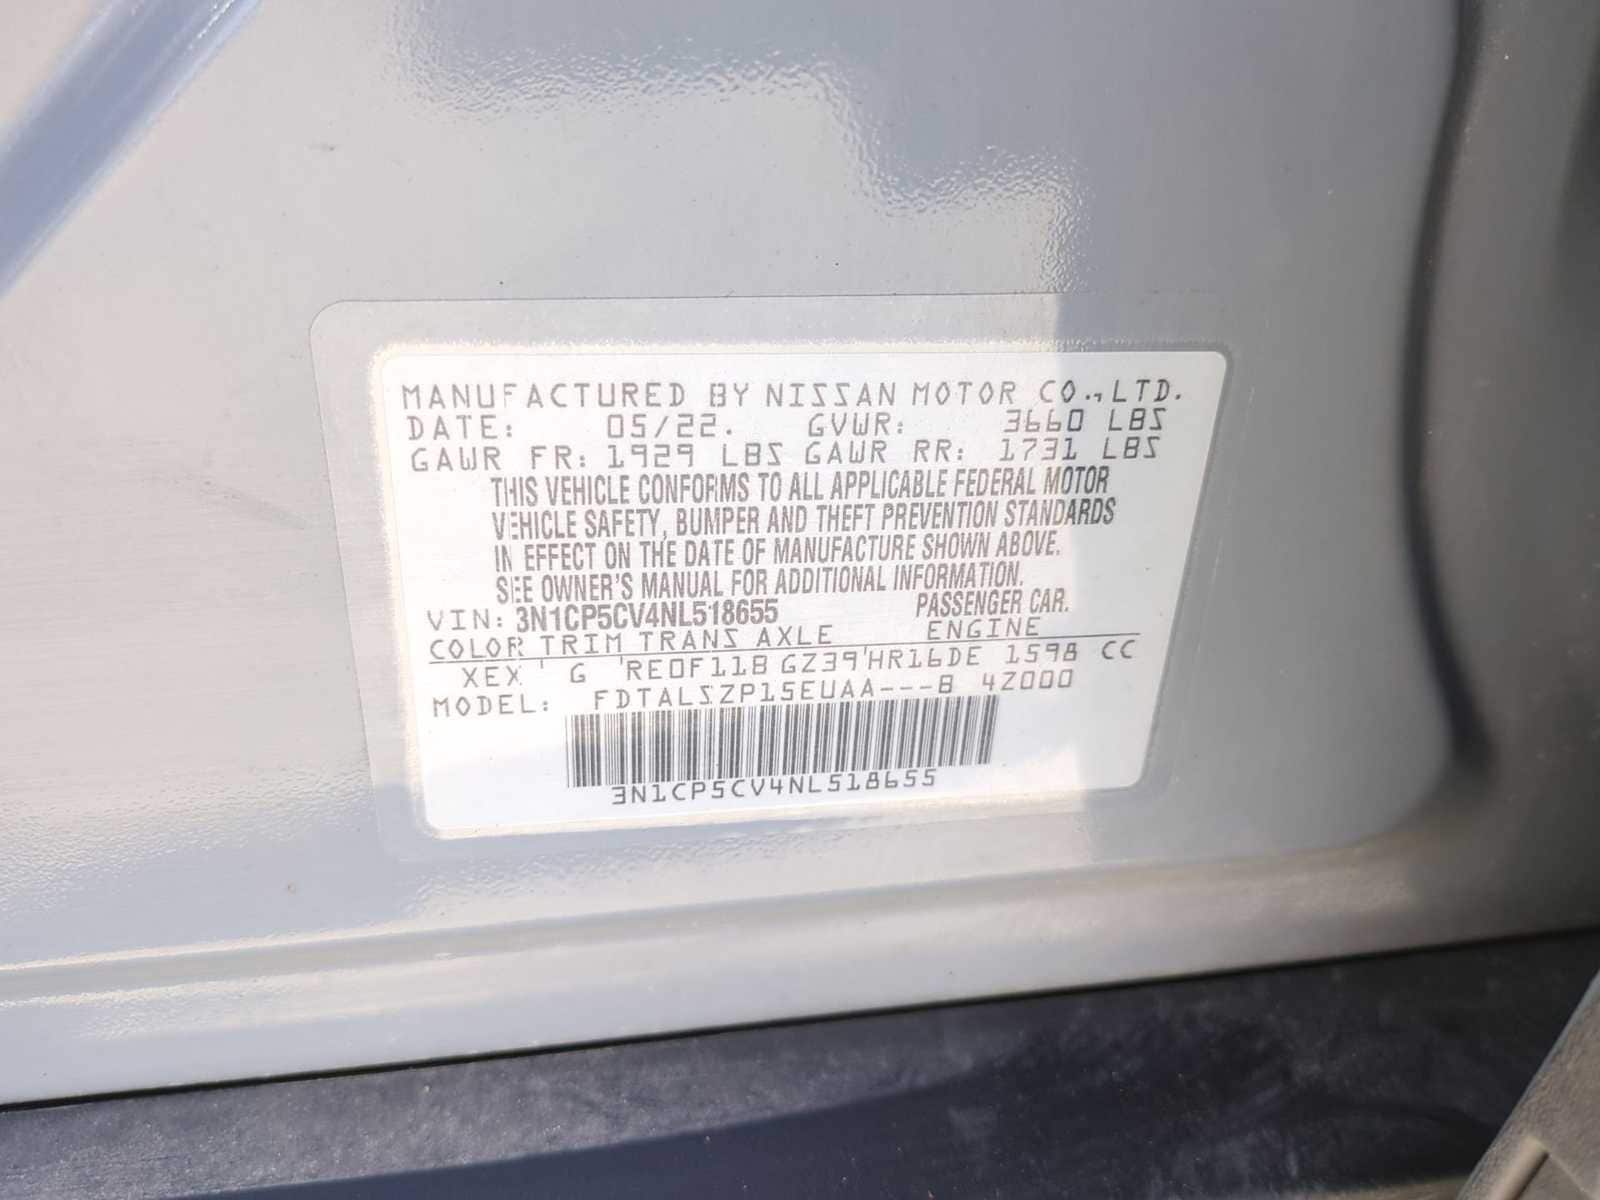 MANUFACTURED BY NISSAN MOTOR CO., LTD.
DATE: 05/22. GVWR: 3660 LBS
GAWR FR: 1929 LBS GAWR RR: 1731 LBS
THIS VEHICLE CONFORMS TO ALL APPLICABLE FEDERAL MOTOR
VEHICLE SAFETY, BUMPER AND THEFT PREVENTION STANDARDS
IN EFFECT ON THE DATE OF MANUFACTURE SHOWN ABOVE.
SEE OWNER'S MANUAL FOR ADDITIONAL INFORMATION.
VIN: 3N1CP5CV4NL518655 PASSENGER CAR.
COLOR TRIM TRANS AXLE ENGINE
XEX G RE0F11B GZ39 HR16DE 1598 CC
MODEL: FDTALSZP15EUAA---B 4Z000
3N1CP5CV4NL518655